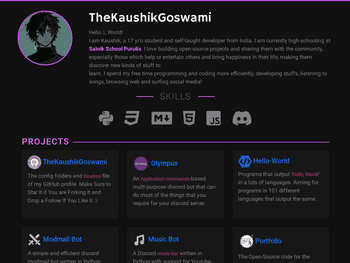 TheKaushikGoswami
Hello 0, World!
I am Kaushik, a 17 y/o student and self-taught developer from India. I am currently high-schooling at
Sainik School Purulia. I love building open-source projects and sharing them with the community,
especially those which help or entertain others and bring happiness in their life, making them
discover new kinds of stuff to
learn. I spend my free time programming and coding more efficiently, developing stuffs, listening to
songs, browsing web and surfing social media!
SKILLS
JS
PROJECTS
TheKaushikGoswami
The config folders and Readme file
of my GitHub profile. Make Sure to
Star It if You are Forking It and
Drop a Follow If You Like It
Olympus
An Application commands-based
multi-purpose discord bot that can
do most of the things that you
require for your discord server.
Hello-World
Programs that output "Hello, World!"
in a lots of languages. Aiming for
programs in 101 different
languages that output the same.
Modmail Bot
A simple and efficient discord
modmail bot written in Python
Music Bot
A Discord music bot written in
Python with support for Youtube
Portfolio
The Open-Source code for the